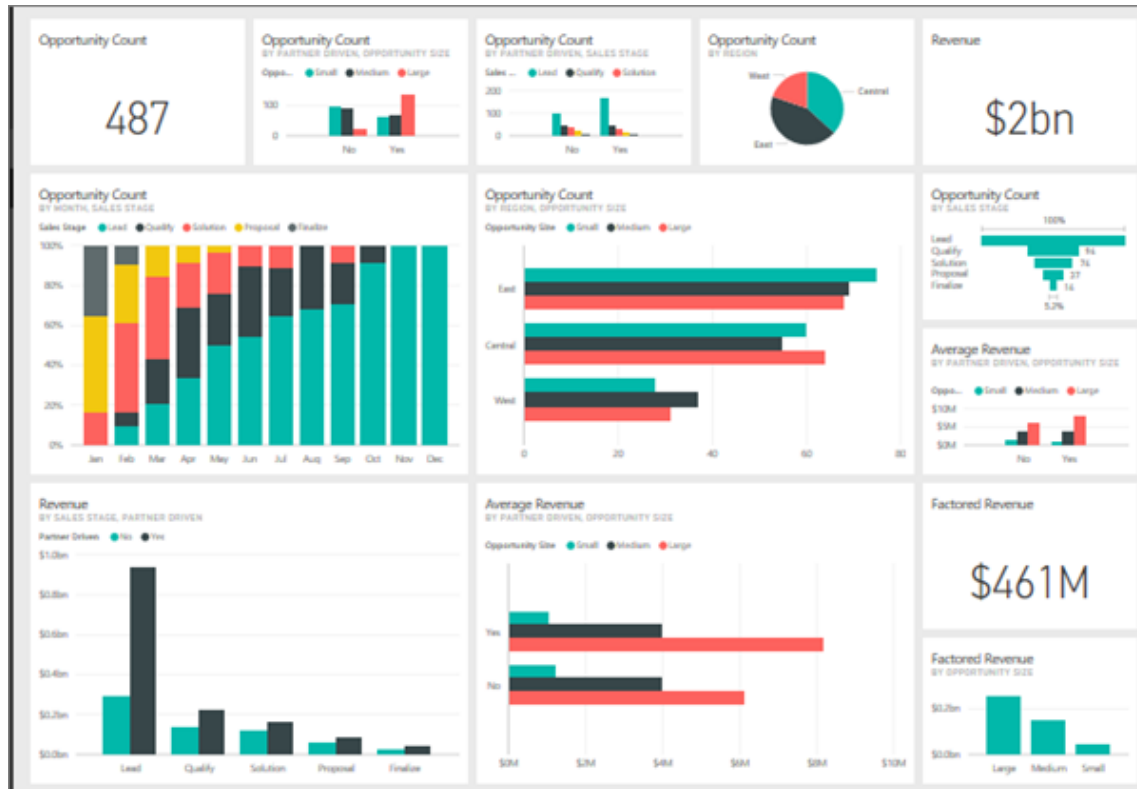 Opportunity Count
487
Opportunity Count
BY PARTNER DRIVEN, OPPORTUNITY SIZE
Oppo... Small Medium Large
100
0
No Yes
Opportunity Count
BY PARTNER DRIVEN, SALES STAGE
Sales ... Lead Qualify Solution
200
100
0
No Yes
Opportunity Count
BY REGION
West
Central
East
Revenue
$2bn
Opportunity Count
BY MONTH, SALES STAGE
Sales Stage Lead Qualify Solution Proposal Finalize
100%
80%
60%
40%
20%
0%
Jan Feb Mar Apr May Jun Jul Aug Sep Oct Nov Dec
Opportunity Count
BY REGION, OPPORTUNITY SIZE
Opportunity Size Small Medium Large
East
Central
West
0 20 40 60 80
Opportunity Count
BY SALES STAGE
100%
Lead
Qualify 94
Solution 74
Proposal 37
Finalize 14
5.2%
Average Revenue
BY PARTNER DRIVEN, OPPORTUNITY SIZE
Oppo... Small Medium Large
$10M
$5M
$0M
No Yes
Revenue
BY SALES STAGE, PARTNER DRIVEN
Partner Driven No Yes
$1.0bn
$0.8bn
$0.6bn
$0.4bn
$0.2bn
$0.0bn
Lead Qualify Solution Proposal Finalize
Average Revenue
BY PARTNER DRIVEN, OPPORTUNITY SIZE
Opportunity Size Small Medium Large
Yes
No
$0M $2M $4M $6M $8M $10M
Factored Revenue
$461M
Factored Revenue
BY OPPORTUNITY SIZE
$0.2bn
$0.0bn
Large Medium Small